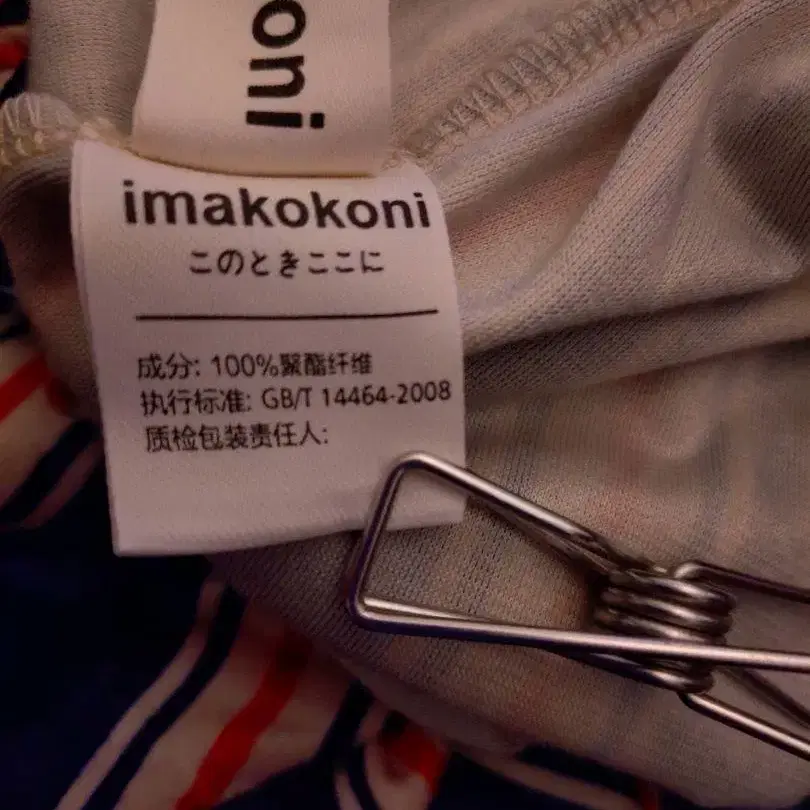 oni
imakokoni
このときここに
成分: 100%聚酯纤维
执行标准: GB/T 14464-2008
质检包装责任人: